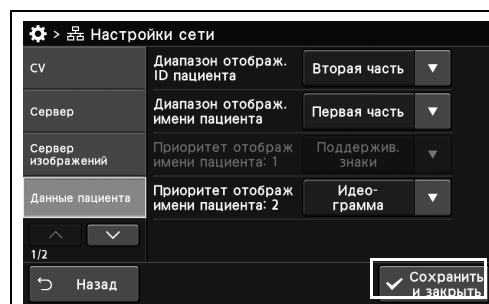 > Настройки сети
CV
Сервер
Сервер
изображений
Данные пациента
1/2
Назад
Диапазон отображ.
ID пациента
Вторая часть
Диапазон отображ.
имени пациента
Первая часть
Приоритет отображ
имени пациента: 1
Поддержив.
знаки
Приоритет отображ
имени пациента: 2
Идео-
грамма
Сохранить
и закрыть